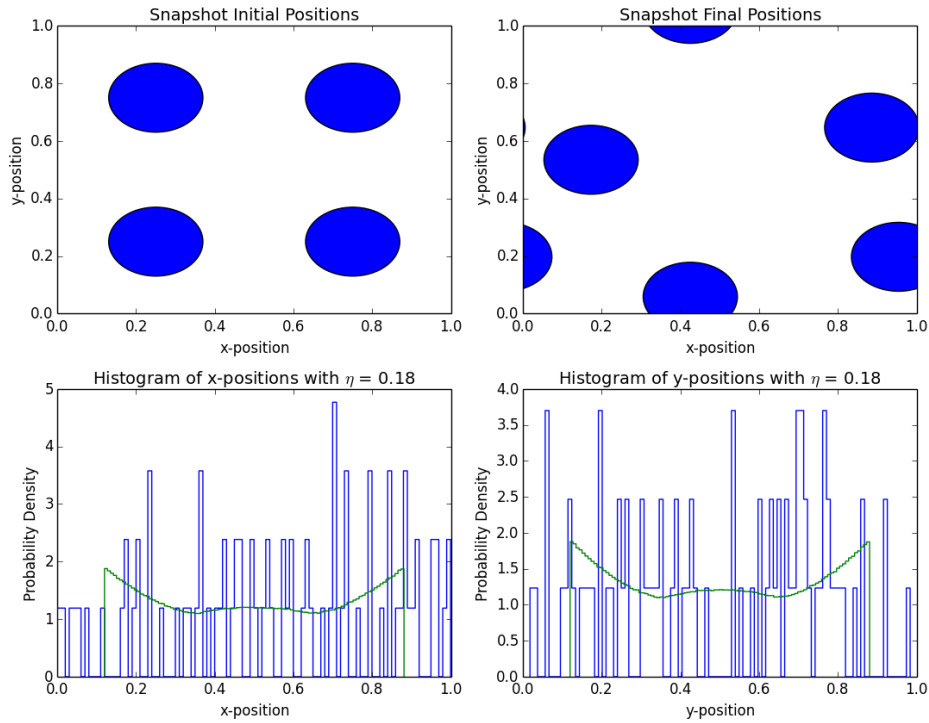 Snapshot Initial Positions
1.0
0.8
0.6
0.4
0.2
0.0
y-position
0.0 0.2 0.4 0.6 0.8 1.0
x-position
Snapshot Final Positions
1.0
0.8
0.6
0.4
0.2
0.0
y-position
0.0 0.2 0.4 0.6 0.8 1.0
x-position
Histogram of x-positions with η = 0.18
5
4
3
2
1
0
Probability Density
0.0 0.2 0.4 0.6 0.8 1.0
x-position
Histogram of y-positions with η = 0.18
4.0
3.5
3.0
2.5
2.0
1.5
1.0
0.5
0.0
Probability Density
0.0 0.2 0.4 0.6 0.8 1.0
y-position